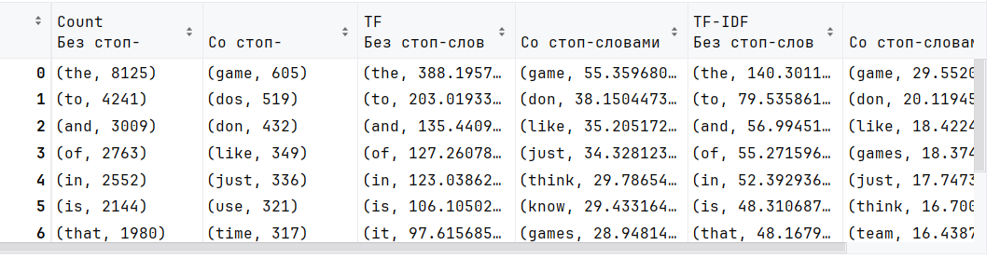 Count TF TF-IDF
Без стоп- Со стоп- Без стоп-слов Со стоп-словами Без стоп-слов Со стоп-словам
0 (the, 8125) (game, 605) (the, 388.1957… (game, 55.359680… (the, 140.3011… (game, 29.5520
1 (to, 4241) (dos, 519) (to, 203.01933… (don, 38.1504473… (to, 79.535861… (don, 20.11945
2 (and, 3009) (don, 432) (and, 135.4409… (like, 35.205172… (and, 56.99451… (like, 18.4224
3 (of, 2763) (like, 349) (of, 127.26078… (just, 34.328123… (of, 55.271596… (games, 18.374
4 (in, 2552) (just, 336) (in, 123.03862… (think, 29.78654… (in, 52.392936… (just, 17.7473
5 (is, 2144) (use, 321) (is, 106.10502… (know, 29.433164… (is, 48.310687… (think, 16.700
6 (that, 1980) (time, 317) (it, 97.615685… (games, 28.94814… (that, 48.1679… (team, 16.4387